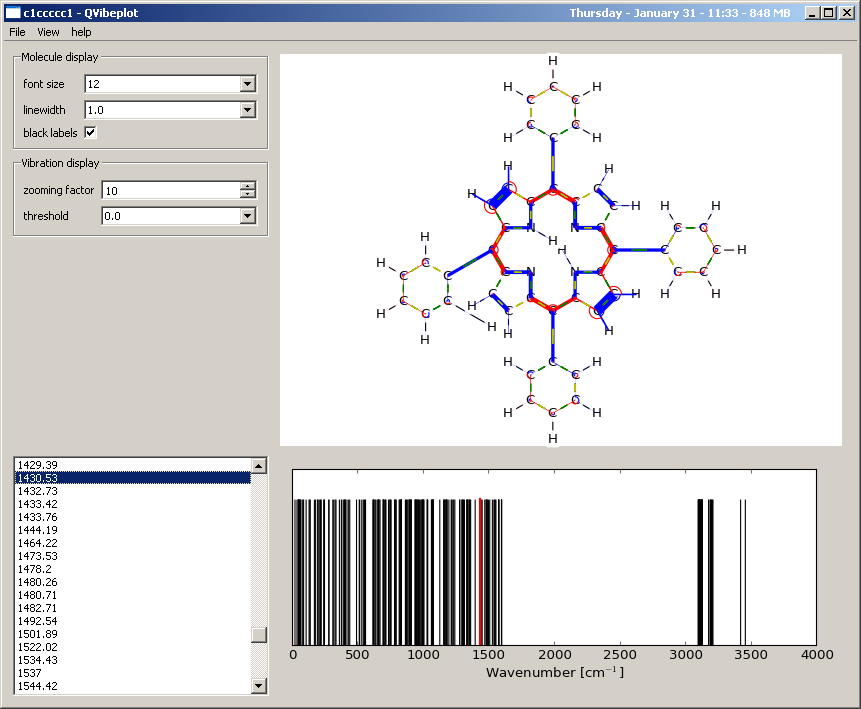 c1ccccc1 - QVibeplot
Thursday - January 31 - 11:33 - 848 MB
File View help
Molecule display
font size 12
linewidth 1.0
black labels
Vibration display
zooming factor 10
threshold 0.0
H
H C H
C C
C C
H C H
H H
H C C H
C C C C H H H
C N N C C C
C H C C C H
H H C C
H C C N N C H H
C C C C C H
C C H C C
H C H H C C H
H
H C H
C C
C C
H C H
H
1429.39
1430.53
1432.73
1433.42
1433.76
1444.19
1464.22
1473.53
1478.2
1480.26
1480.71
1482.71
1492.54
1501.89
1522.02
1534.43
1537
1544.42
0 500 1000 1500 2000 2500 3000 3500 4000
Wavenumber [cm⁻¹]